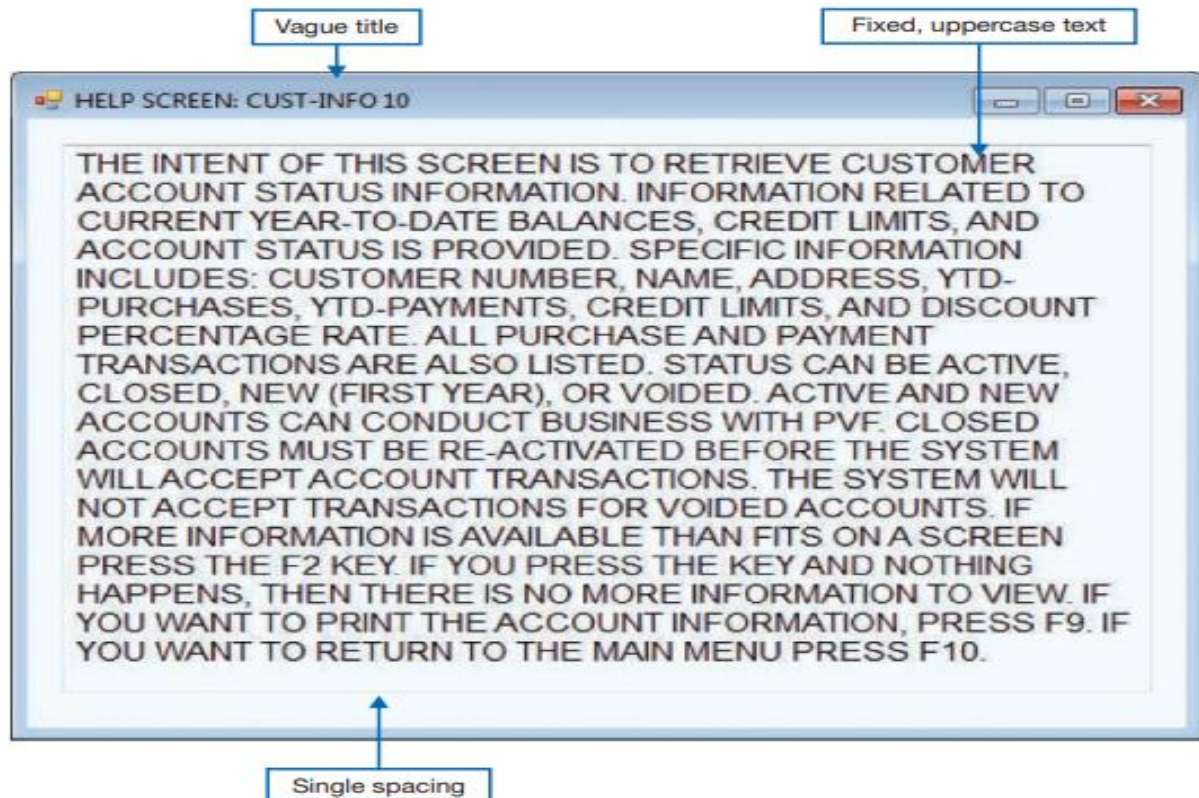 Vague title
Fixed, uppercase text
HELP SCREEN: CUST-INFO 10
THE INTENT OF THIS SCREEN IS TO RETRIEVE CUSTOMER
ACCOUNT STATUS INFORMATION. INFORMATION RELATED TO
CURRENT YEAR-TO-DATE BALANCES, CREDIT LIMITS, AND
ACCOUNT STATUS IS PROVIDED. SPECIFIC INFORMATION
INCLUDES: CUSTOMER NUMBER, NAME, ADDRESS, YTD-
PURCHASES, YTD-PAYMENTS, CREDIT LIMITS, AND DISCOUNT
PERCENTAGE RATE. ALL PURCHASE AND PAYMENT
TRANSACTIONS ARE ALSO LISTED. STATUS CAN BE ACTIVE,
CLOSED, NEW (FIRST YEAR), OR VOIDED. ACTIVE AND NEW
ACCOUNTS CAN CONDUCT BUSINESS WITH PVF. CLOSED
ACCOUNTS MUST BE RE-ACTIVATED BEFORE THE SYSTEM
WILL ACCEPT ACCOUNT TRANSACTIONS. THE SYSTEM WILL
NOT ACCEPT TRANSACTIONS FOR VOIDED ACCOUNTS. IF
MORE INFORMATION IS AVAILABLE THAN FITS ON A SCREEN
PRESS THE F2 KEY. IF YOU PRESS THE KEY AND NOTHING
HAPPENS, THEN THERE IS NO MORE INFORMATION TO VIEW. IF
YOU WANT TO PRINT THE ACCOUNT INFORMATION, PRESS F9. IF
YOU WANT TO RETURN TO THE MAIN MENU PRESS F10.
Single spacing